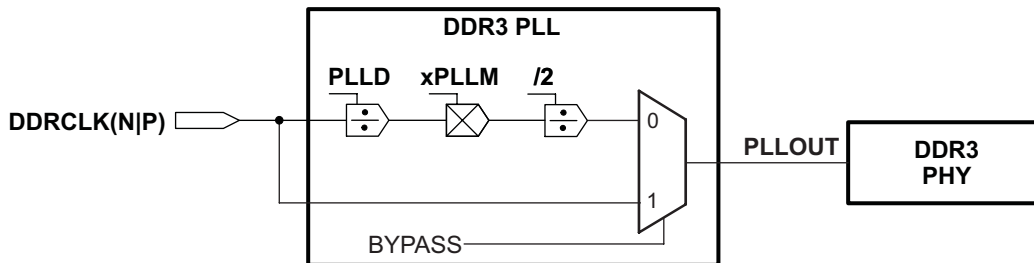 DDR3 PLL
PLLD xPLLM /2
DDRCLK(N|P)
0
PLLOUT
DDR3
PHY
1
BYPASS